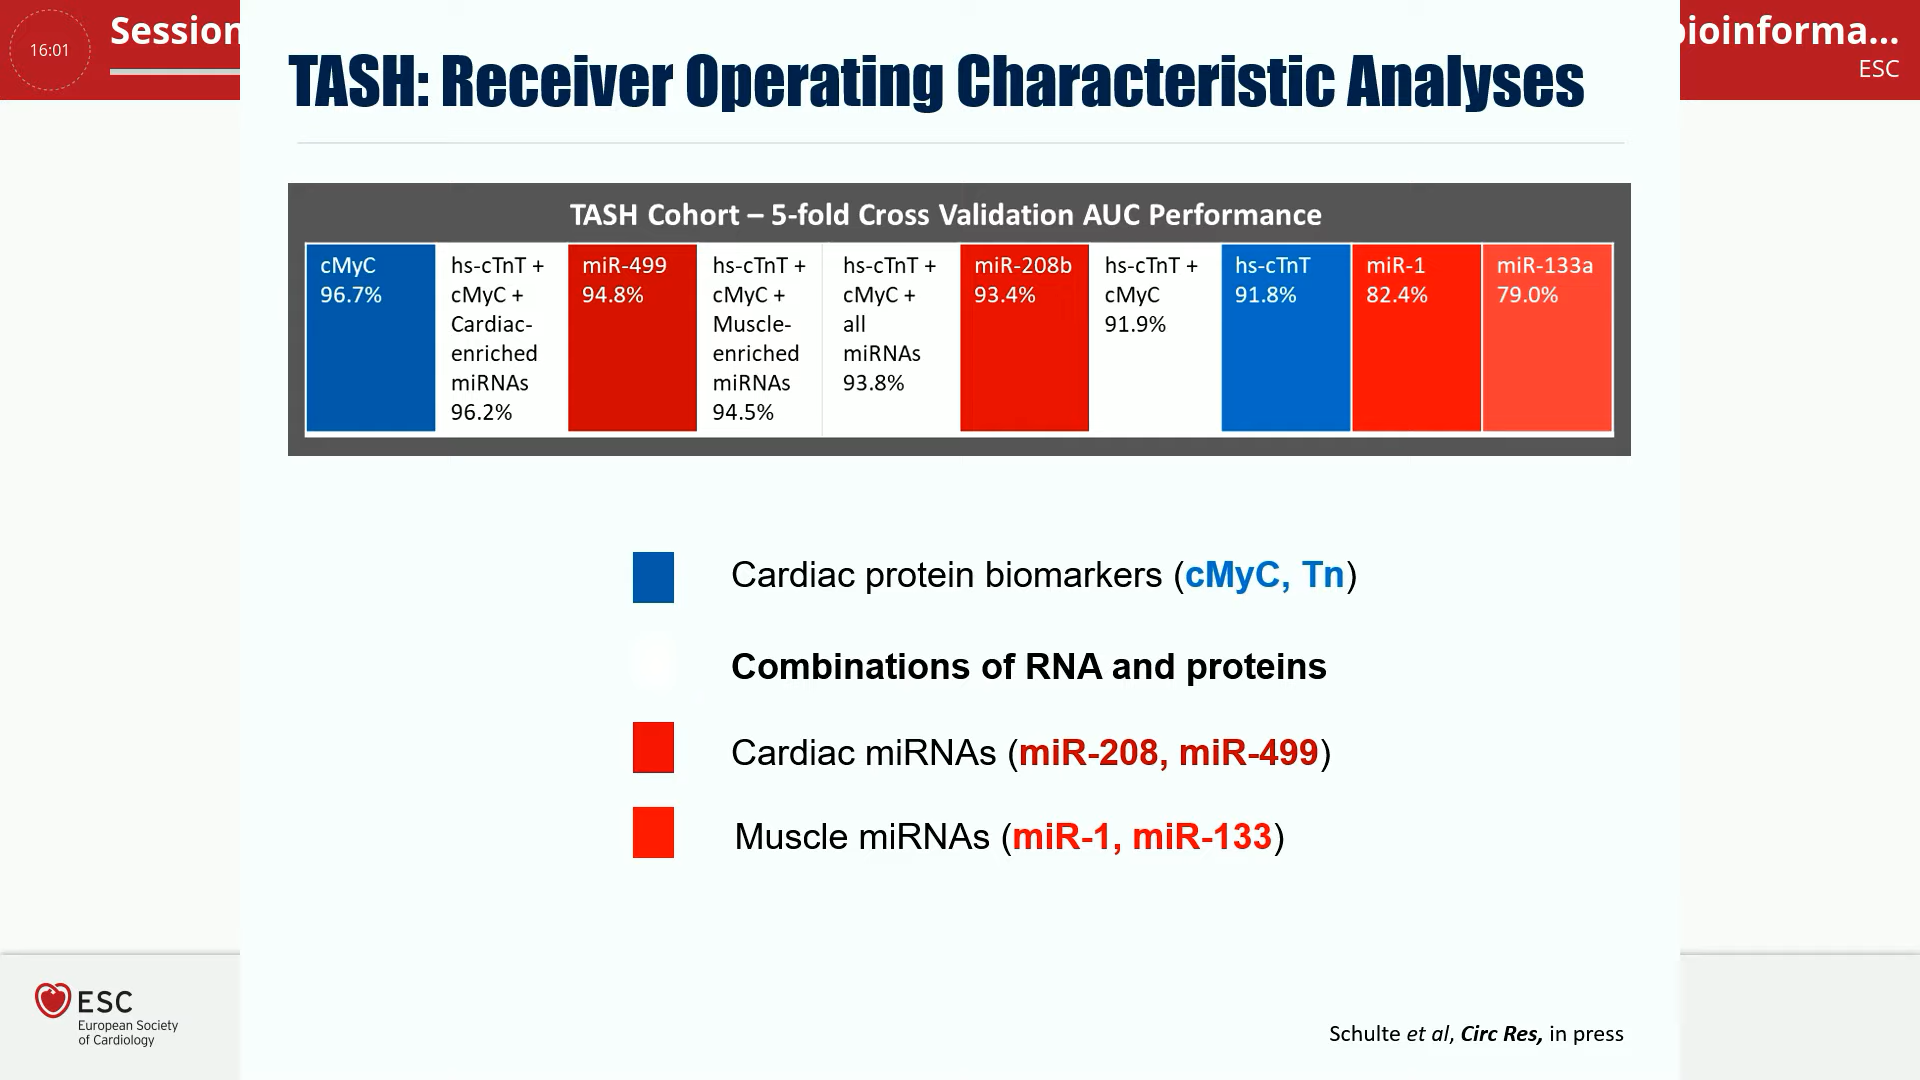 16:01
Session
bioinforma...
ESC
TASH: Receiver Operating Characteristic Analyses
TASH Cohort – 5-fold Cross Validation AUC Performance
cMyC
96.7%
hs-cTnT +
cMyC +
Cardiac-
enriched
miRNAs
96.2%
miR-499
94.8%
hs-cTnT +
cMyC +
Muscle-
enriched
miRNAs
94.5%
hs-cTnT +
cMyC +
all
miRNAs
93.8%
miR-208b
93.4%
hs-cTnT +
cMyC
91.9%
hs-cTnT
91.8%
miR-1
82.4%
miR-133a
79.0%
Cardiac protein biomarkers (cMyC, Tn)
Combinations of RNA and proteins
Cardiac miRNAs (miR-208, miR-499)
Muscle miRNAs (miR-1, miR-133)
ESC
European Society
of Cardiology
Schulte et al, Circ Res, in press